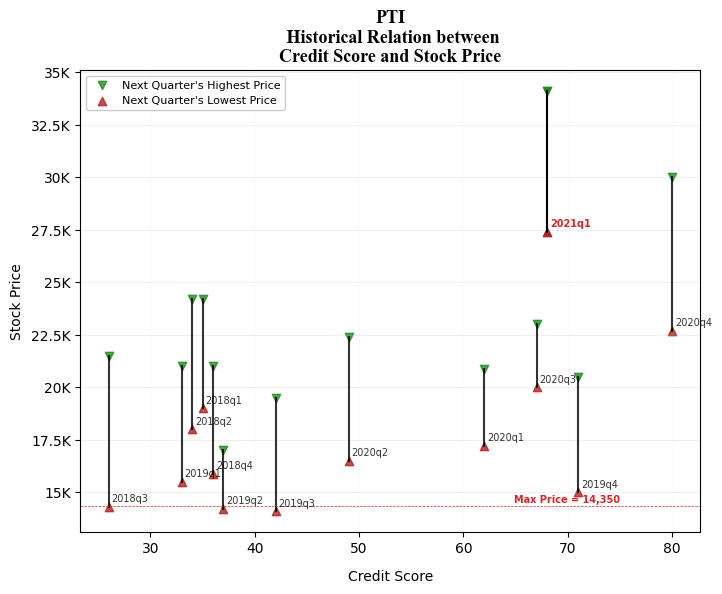 PTI
Historical Relation between
Credit Score and Stock Price
35K
Next Quarter's Highest Price
Next Quarter's Lowest Price
32.5K
30K
27.5K
2021q1
25K
22.5K
2020q4
20K
2020q3
2018q1
2018q2
17.5K
2020q1
2020q2
2018q4
2019q1
15K
2019q4
2018q3
2019q2
2019q3
Max Price = 14,350
Stock Price
30 40 50 60 70 80
Credit Score